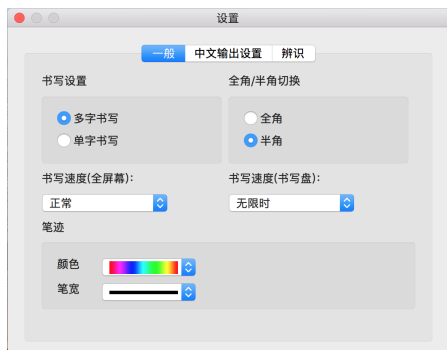 设置
一般 中文输出设置 辨识
书写设置 全角/半角切换
多字书写 全角
单字书写 半角
书写速度(全屏幕): 书写速度(书写盘):
正常 无限时
笔迹
颜色
笔宽